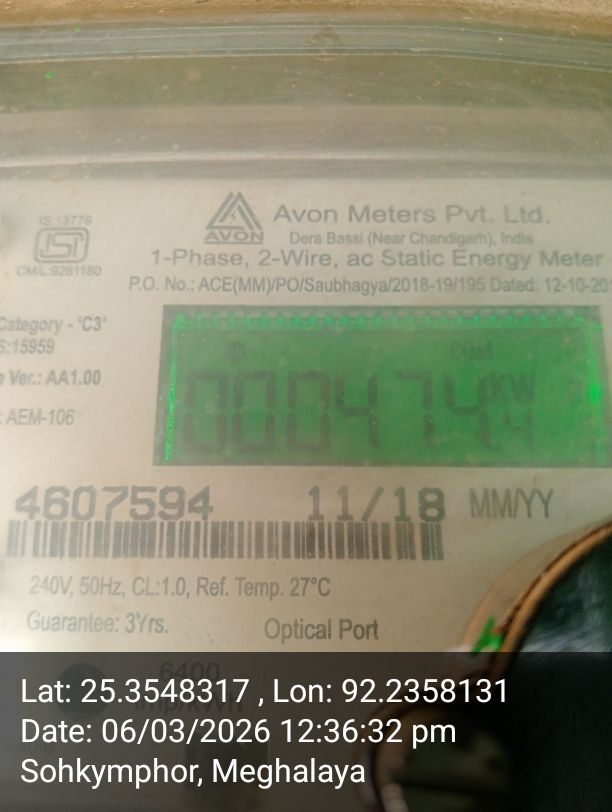 IS:13779
CM/L.9281180
AVON
Avon Meters Pvt. Ltd.
Dera Bassi (Near Chandigarh), India
1-Phase, 2-Wire, ac Static Energy Meter
P.O. No.: ACE(MM)/PO/Saubhagya/2018-19/195 Dated: 12-10-20
Category - 'C3'
S:15959
e Ver.: AA1.00
: AEM-106
000474.4 KW
4607594 11/18 MM/YY
240V, 50Hz, CL:1.0, Ref. Temp. 27°C
Guarantee: 3Yrs.
Optical Port
6400
imp/kWh
Lat: 25.3548317 , Lon: 92.2358131
Date: 06/03/2026 12:36:32 pm
Sohkymphor, Meghalaya